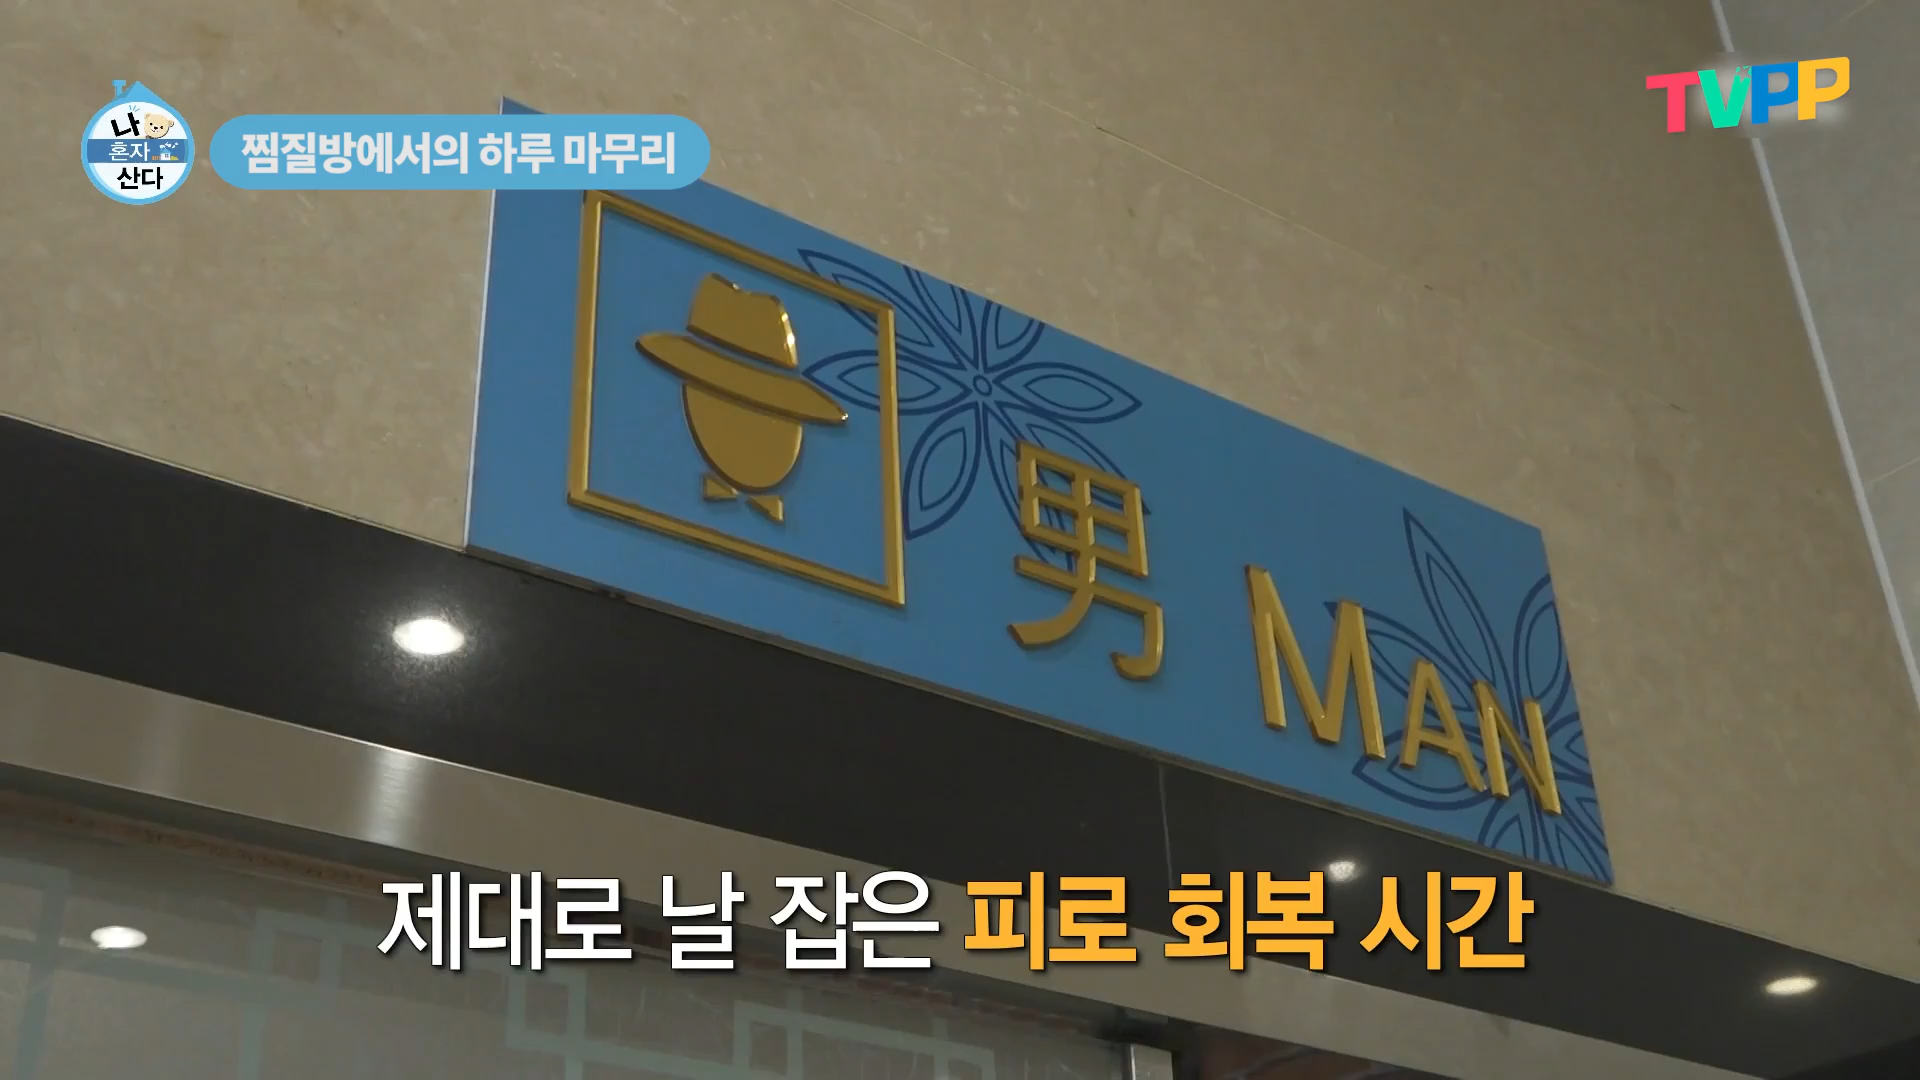 나
혼자
산다
찜질방에서의 하루 마무리
TVPP
男 MAN
제대로 날 잡은 피로 회복 시간